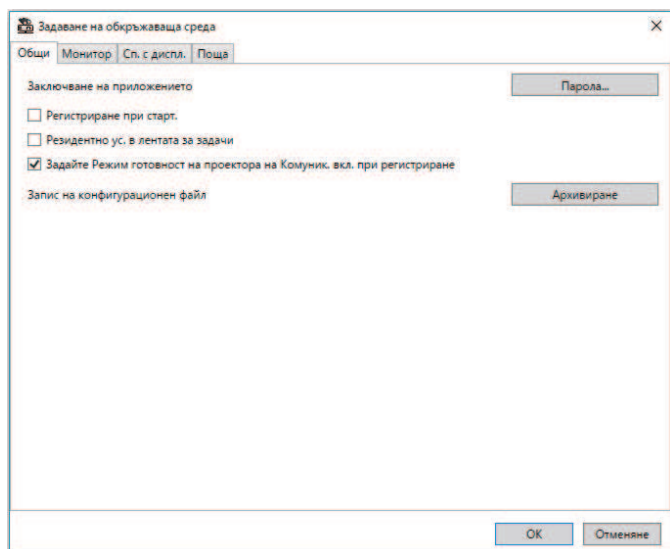 Задаване на обкръжаваща среда
Общи Монитор Сп. с диспл. Поща
Заключване на приложението Парола...
Регистриране при старт.
Резидентно ус. в лентата за задачи
Задайте Режим готовност на проектора на Комуник. вкл. при регистриране
Запис на конфигурационен файл Архивиране
OK Отменяне